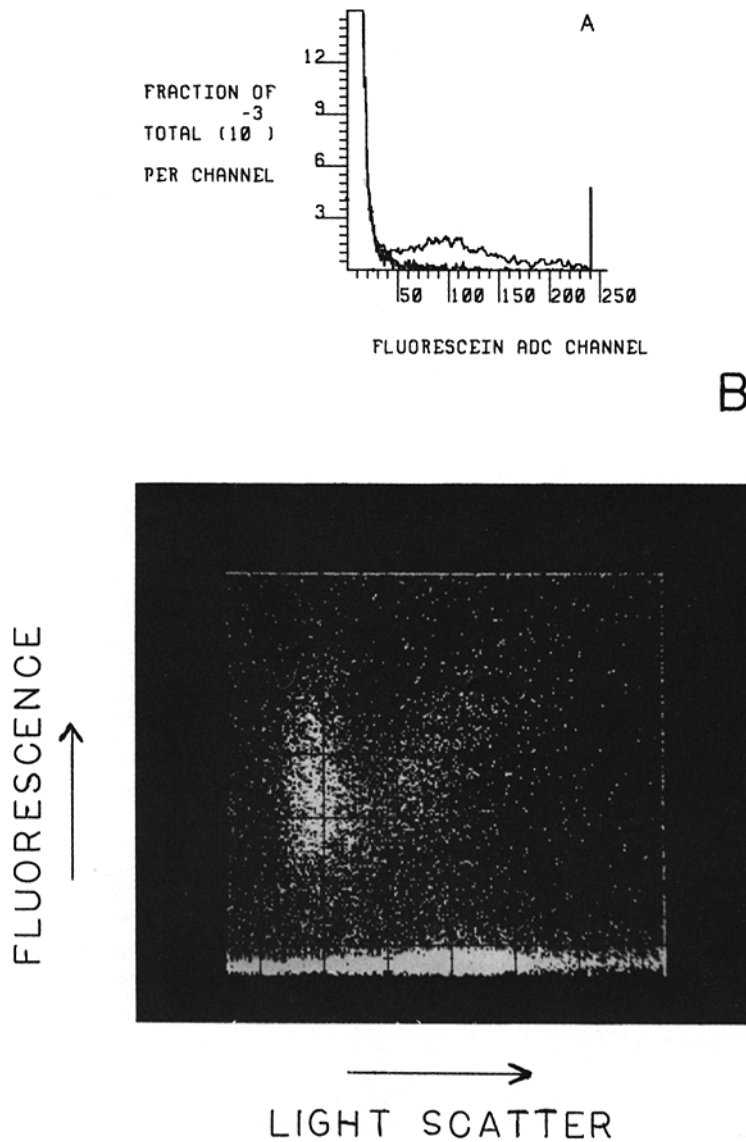 A
12
9
6
3
FRACTION OF
-3
TOTAL (10 )
PER CHANNEL
50 100 150 200 250
FLUORESCEIN ADC CHANNEL
B
FLUORESCENCE
LIGHT SCATTER